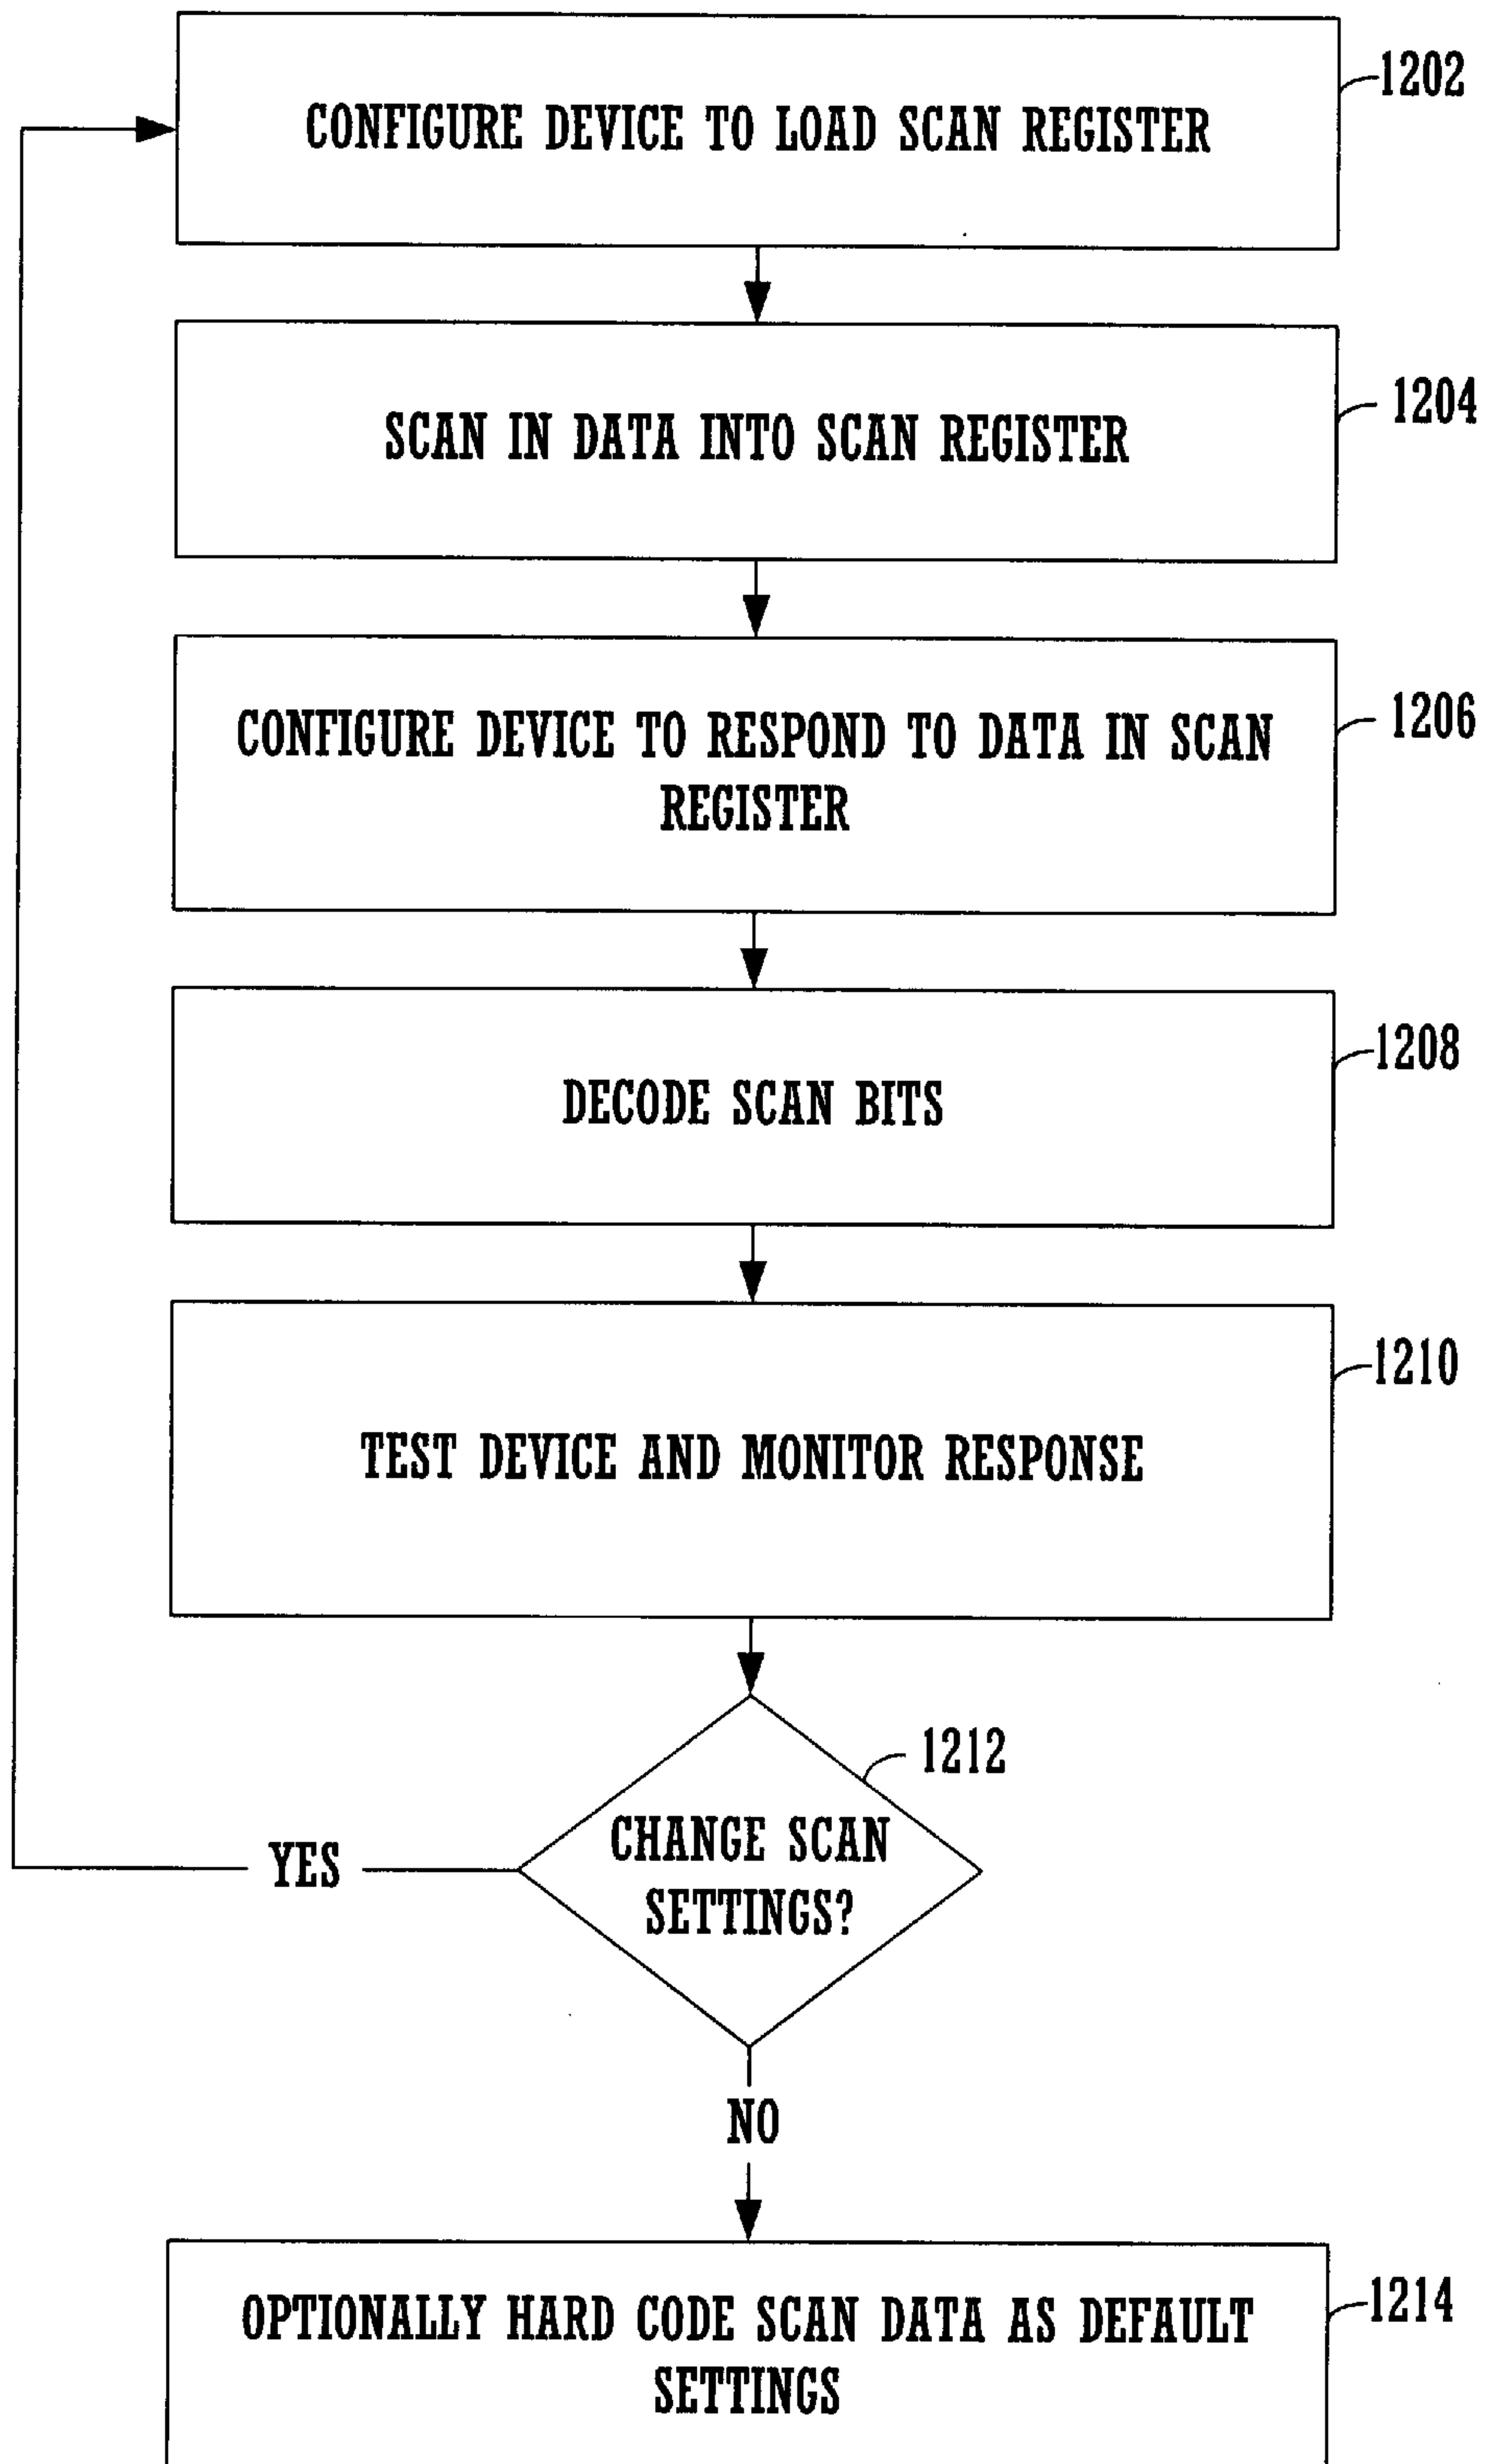 1202
CONFIGURE DEVICE TO LOAD SCAN REGISTER
1204
SCAN IN DATA INTO SCAN REGISTER
1206
CONFIGURE DEVICE TO RESPOND TO DATA IN SCAN
REGISTER
1208
DECODE SCAN BITS
1210
TEST DEVICE AND MONITOR RESPONSE
1212
CHANGE SCAN
SETTINGS?
YES
NO
1214
OPTIONALLY HARD CODE SCAN DATA AS DEFAULT
SETTINGS